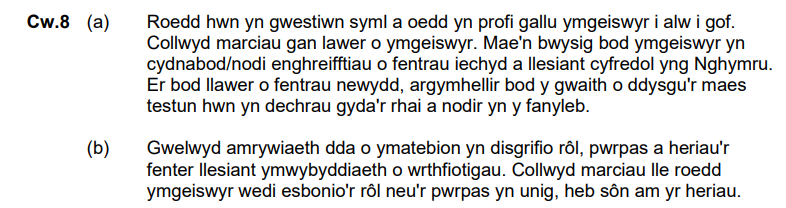 Cw.8 (a) Roedd hwn yn gwestiwn syml a oedd yn profi gallu ymgeiswyr i alw i gof.
Collwyd marciau gan lawer o ymgeiswyr. Mae'n bwysig bod ymgeiswyr yn
cydnabod/nodi enghreifftiau o fentrau iechyd a llesiant cyfredol yng Nghymru.
Er bod llawer o fentrau newydd, argymhellir bod y gwaith o ddysgu'r maes
testun hwn yn dechrau gyda'r rhai a nodir yn y fanyleb.
(b) Gwelwyd amrywiaeth dda o ymatebion yn disgrifio rôl, pwrpas a heriau'r
fenter llesiant ymwybyddiaeth o wrthfiotigau. Collwyd marciau lle roedd
ymgeiswyr wedi esbonio'r rôl neu'r pwrpas yn unig, heb sôn am yr heriau.